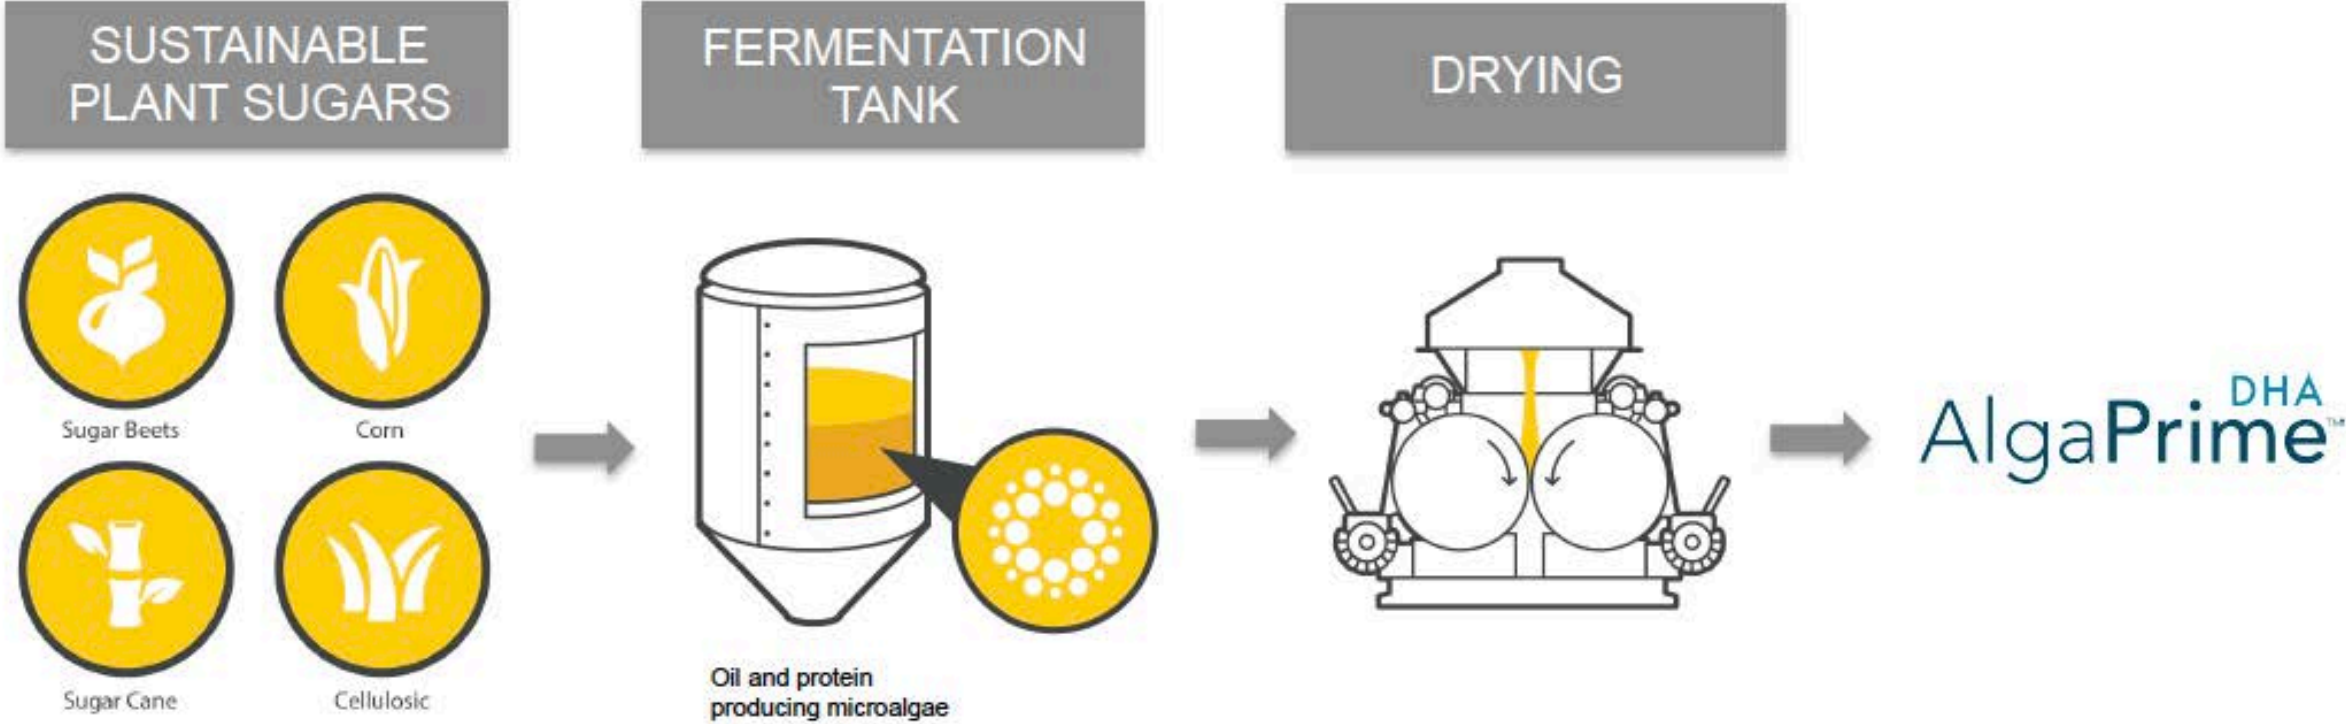 SUSTAINABLE
PLANT SUGARS
FERMENTATION
TANK
DRYING
Sugar Beets
Corn
Sugar Cane
Cellulosic
Oil and protein
producing microalgae
DHA
AlgaPrime™